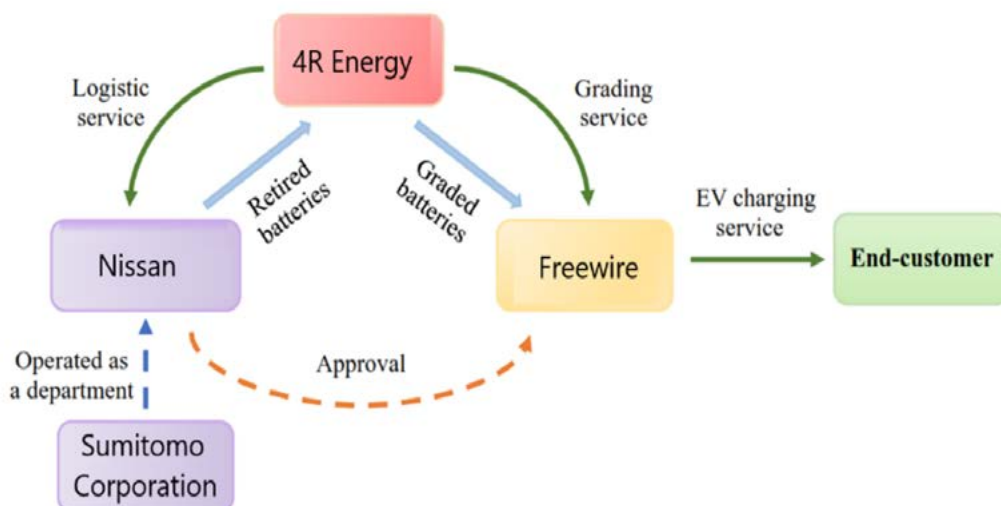 4R Energy
Logistic
service
Grading
service
Retired
batteries
Graded
batteries
EV charging
service
Nissan
Freewire
End-customer
Operated as
a department
Approval
Sumitomo
Corporation